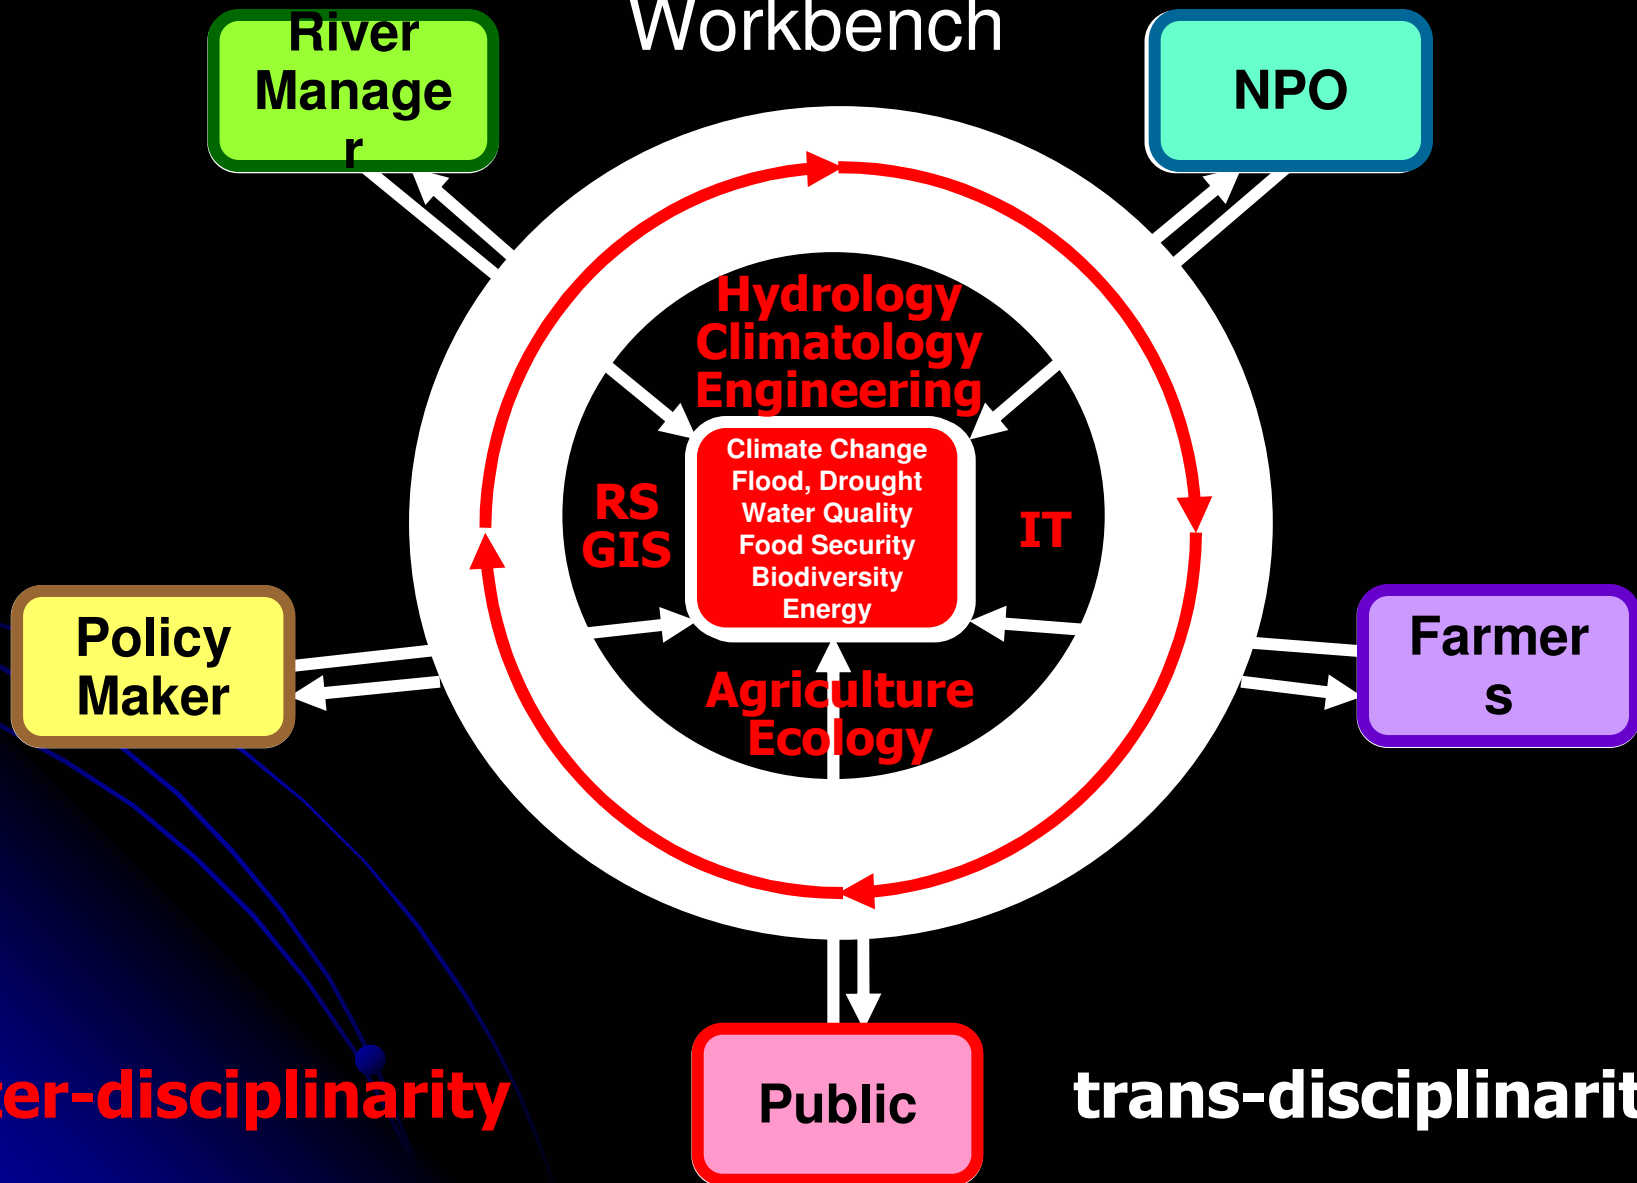 Workbench
River
Manage
r
NPO
Hydrology
Climatology
Engineering
Climate Change
Flood, Drought
Water Quality
Food Security
Biodiversity
Energy
RS
GIS
IT
Agriculture
Ecology
Policy
Maker
Farmer
s
Public
ter-disciplinarity
trans-disciplinarit